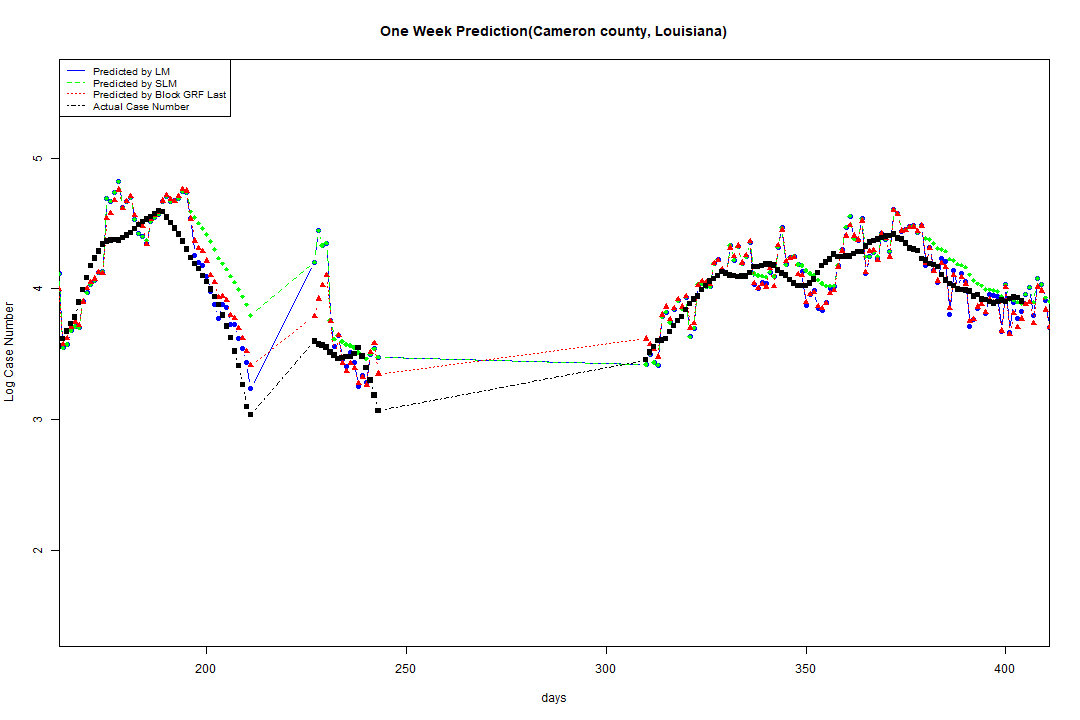 One Week Prediction(Cameron county, Louisiana)
Predicted by LM
Predicted by SLM
Predicted by Block GRF Last
Actual Case Number
5
4
3
2
Log Case Number
200 250 300 350 400
days